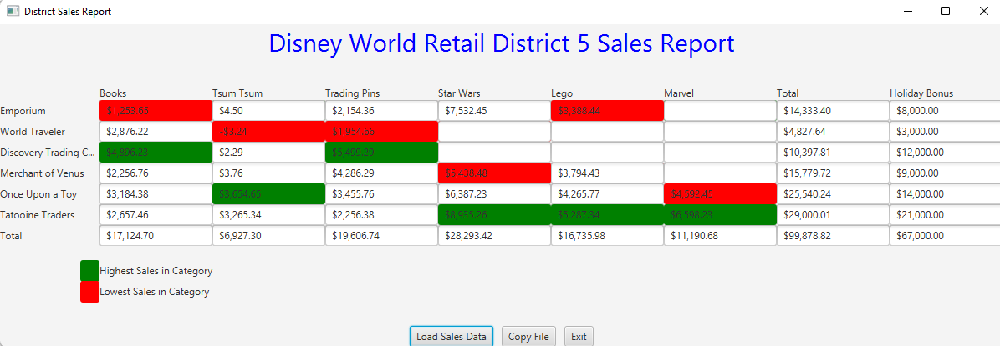 District Sales Report
Disney World Retail District 5 Sales Report
Books Tsum Tsum Trading Pins Star Wars Lego Marvel Total Holiday Bonus
Emporium $1,253.65 $4.50 $2,154.36 $7,532.45 $3,388.44 $14,333.40 $8,000.00
World Traveler $2,876.22 -$3.24 $1,954.66 $4,827.64 $3,000.00
Discovery Trading C... $4,896.23 $2.29 $5,499.29 $10,397.81 $12,000.00
Merchant of Venus $2,256.76 $3.76 $4,286.29 $5,438.48 $3,794.43 $15,779.72 $9,000.00
Once Upon a Toy $3,184.38 $3,654.65 $3,455.76 $6,387.23 $4,265.77 $4,592.45 $25,540.24 $14,000.00
Tatooine Traders $2,657.46 $3,265.34 $2,256.38 $8,935.26 $5,287.34 $6,598.23 $29,000.01 $21,000.00
Total $17,124.70 $6,927.30 $19,606.74 $28,293.42 $16,735.98 $11,190.68 $99,878.82 $67,000.00
Highest Sales in Category
Lowest Sales in Category
Load Sales Data Copy File Exit